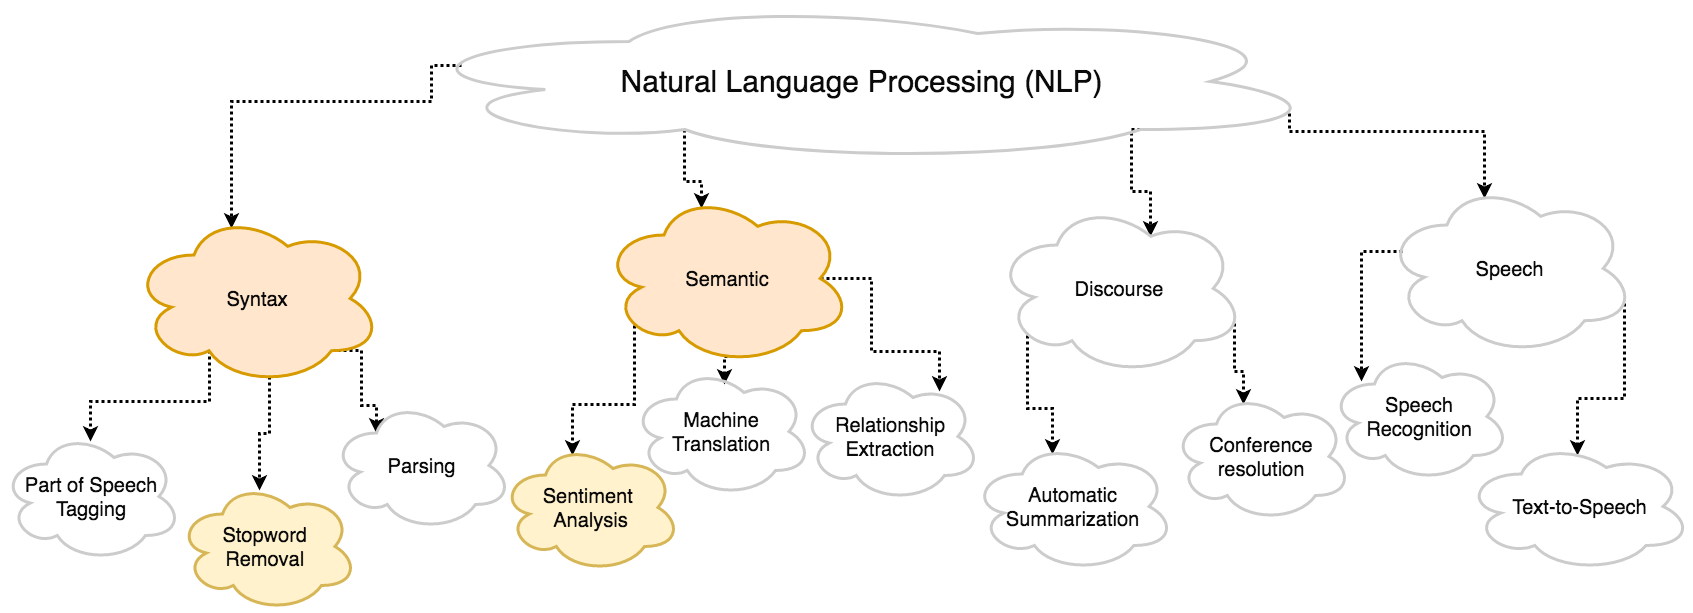 Natural Language Processing (NLP)
Syntax
Semantic
Discourse
Speech
Part of Speech
Tagging
Stopword
Removal
Parsing
Sentiment
Analysis
Machine
Translation
Relationship
Extraction
Automatic
Summarization
Conference
resolution
Speech
Recognition
Text-to-Speech